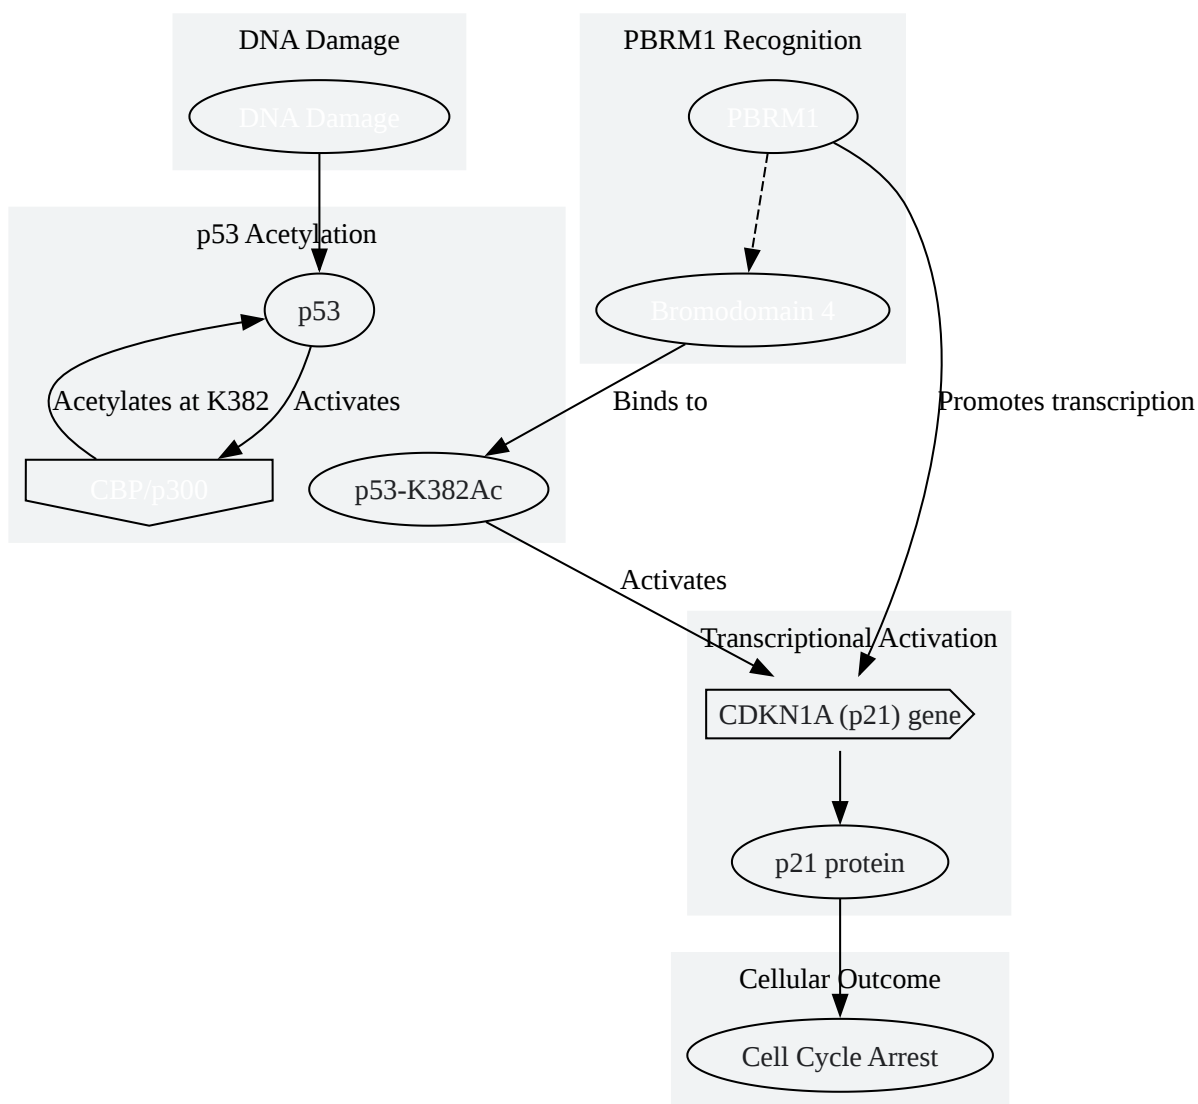 DNA Damage
PBRM1 Recognition
DNA Damage
PBRM1
p53 Acetylation
p53
Bromodomain 4
Acetylates at K382
Activates
Binds to
Promotes transcription
CBP/p300
p53-K382Ac
Activates
Transcriptional Activation
CDKN1A (p21) gene
p21 protein
Cellular Outcome
Cell Cycle Arrest